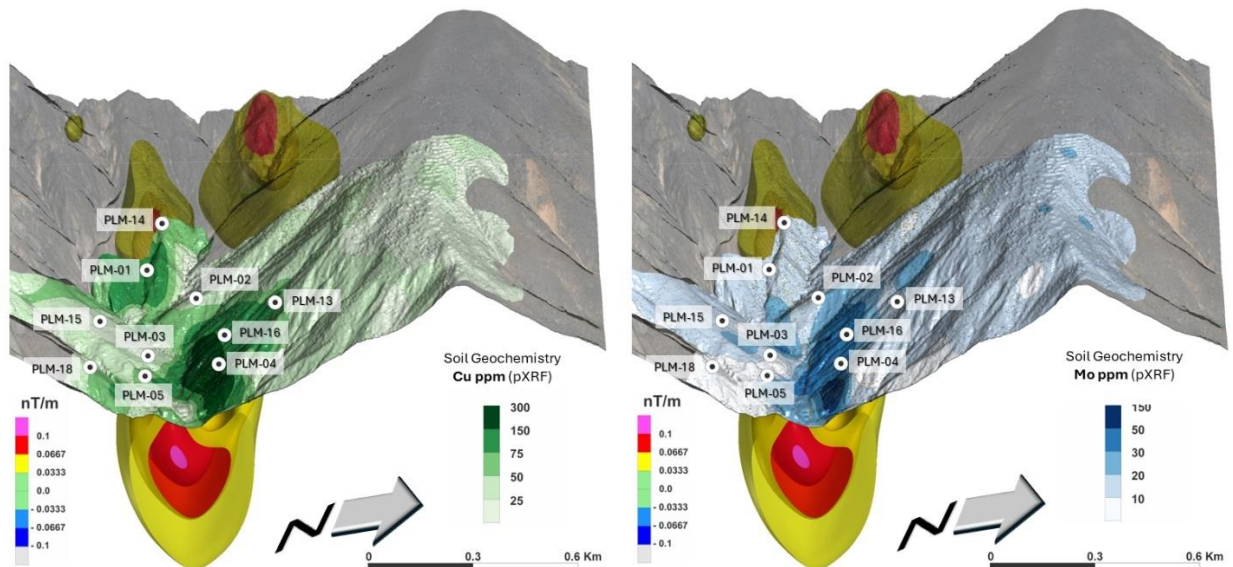 PLM-14
PLM-01
PLM-02
PLM-13
PLM-15
PLM-03
PLM-16
PLM-18
PLM-04
PLM-05
Soil Geochemistry
Cu ppm (pXRF)
300
150
75
50
25
nT/m
0.1
0.0667
0.0333
0.0
- 0.0333
- 0.0667
- 0.1
0
0.3
0.6 Km
PLM-14
PLM-01
PLM-02
PLM-13
PLM-15
PLM-03
PLM-16
PLM-18
PLM-04
PLM-05
Soil Geochemistry
Mo ppm (pXRF)
150
50
30
20
10
nT/m
0.1
0.0667
0.0333
0.0
- 0.0333
- 0.0667
- 0.1
0
0.3
0.6 Km